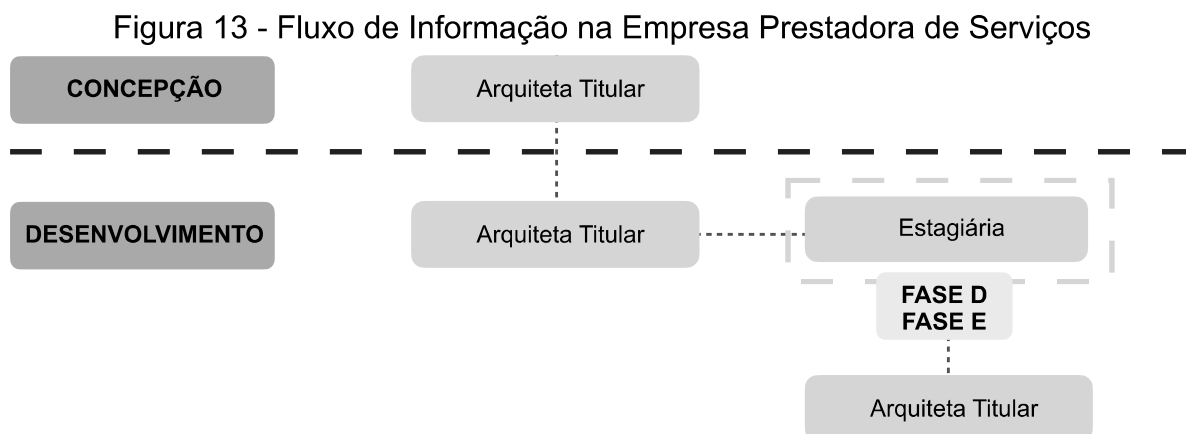 Figura 13 - Fluxo de Informação na Empresa Prestadora de Serviços
CONCEPÇÃO
Arquiteta Titular
DESENVOLVIMENTO
Arquiteta Titular
Estagiária
FASE D
FASE E
Arquiteta Titular